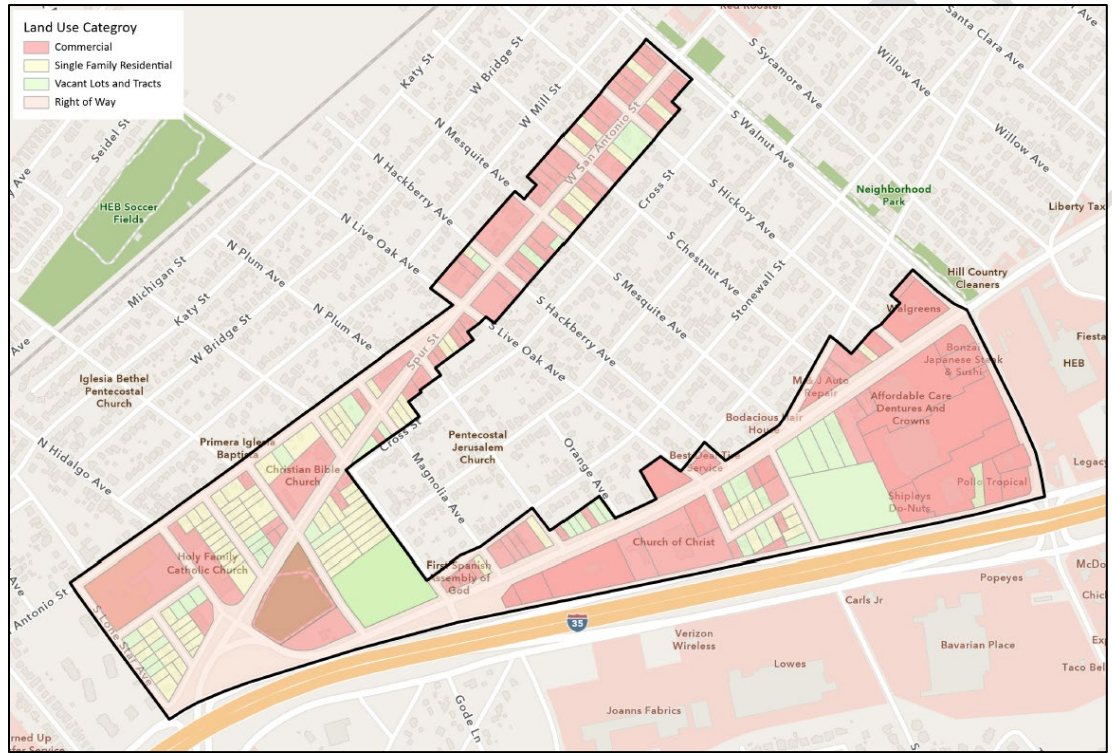 Land Use Categroy
Commercial
Single Family Residential
Vacant Lots and Tracts
Right of Way
Red Rooster
Santa Clara Ave
S Sycamore Ave
Willow Ave
Willow Ave
Katy St
W Bridge St
W Mill St
N Mesquite Ave
N Hackberry Ave
N Live Oak Ave
W San Antonio St
S Walnut Ave
Seidel St
HEB Soccer
Fields
Neighborhood
Park
Liberty Tax
Cross St
S Hickory Ave
S Chestnut Ave
Stonewall St
S Mesquite Ave
S Hackberry Ave
S Live Oak Ave
Hill Country
Cleaners
Walgreens
Fiesta
HEB
Michigan St
Katy St
W Bridge St
N Plum Ave
N Plum Ave
Spur St
Bonzai
Japanese Steak
& Sushi
M & J Auto
Repair
Affordable Care
Dentures And
Crowns
Bodacious Hair
House
Iglesia Bethel
Pentecostal
Church
N Hidalgo Ave
Primera Iglesia
Baptista
Christian Bible
Church
Cross St
Pentecostal
Jerusalem
Church
Magnolia Ave
Orange Ave
Best Deal Tire
Service
Legacy
Pollo Tropical
Shipleys
Do-Nuts
Holy Family
Catholic Church
Church of Christ
First Spanish
Assembly of
God
Antonio St
S Lone Star Ave
35
Popeyes
McDo
Chic
Carls Jr
Verizon
Wireless
Lowes
Bavarian Place
Taco Bel
Joanns Fabrics
Gode Ln
rned Up